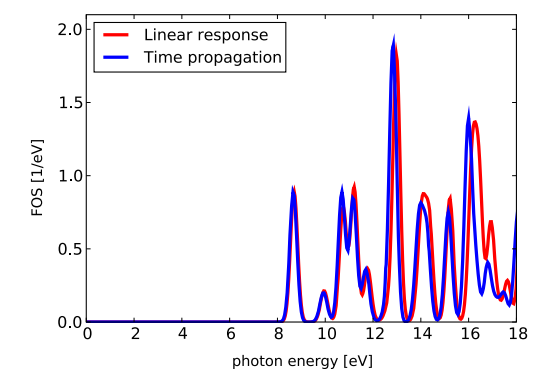 2.0
Linear response
Time propagation
1.5
FOS [1/eV]
1.0
0.5
0.0
0 2 4 6 8 10 12 14 16 18
photon energy [eV]